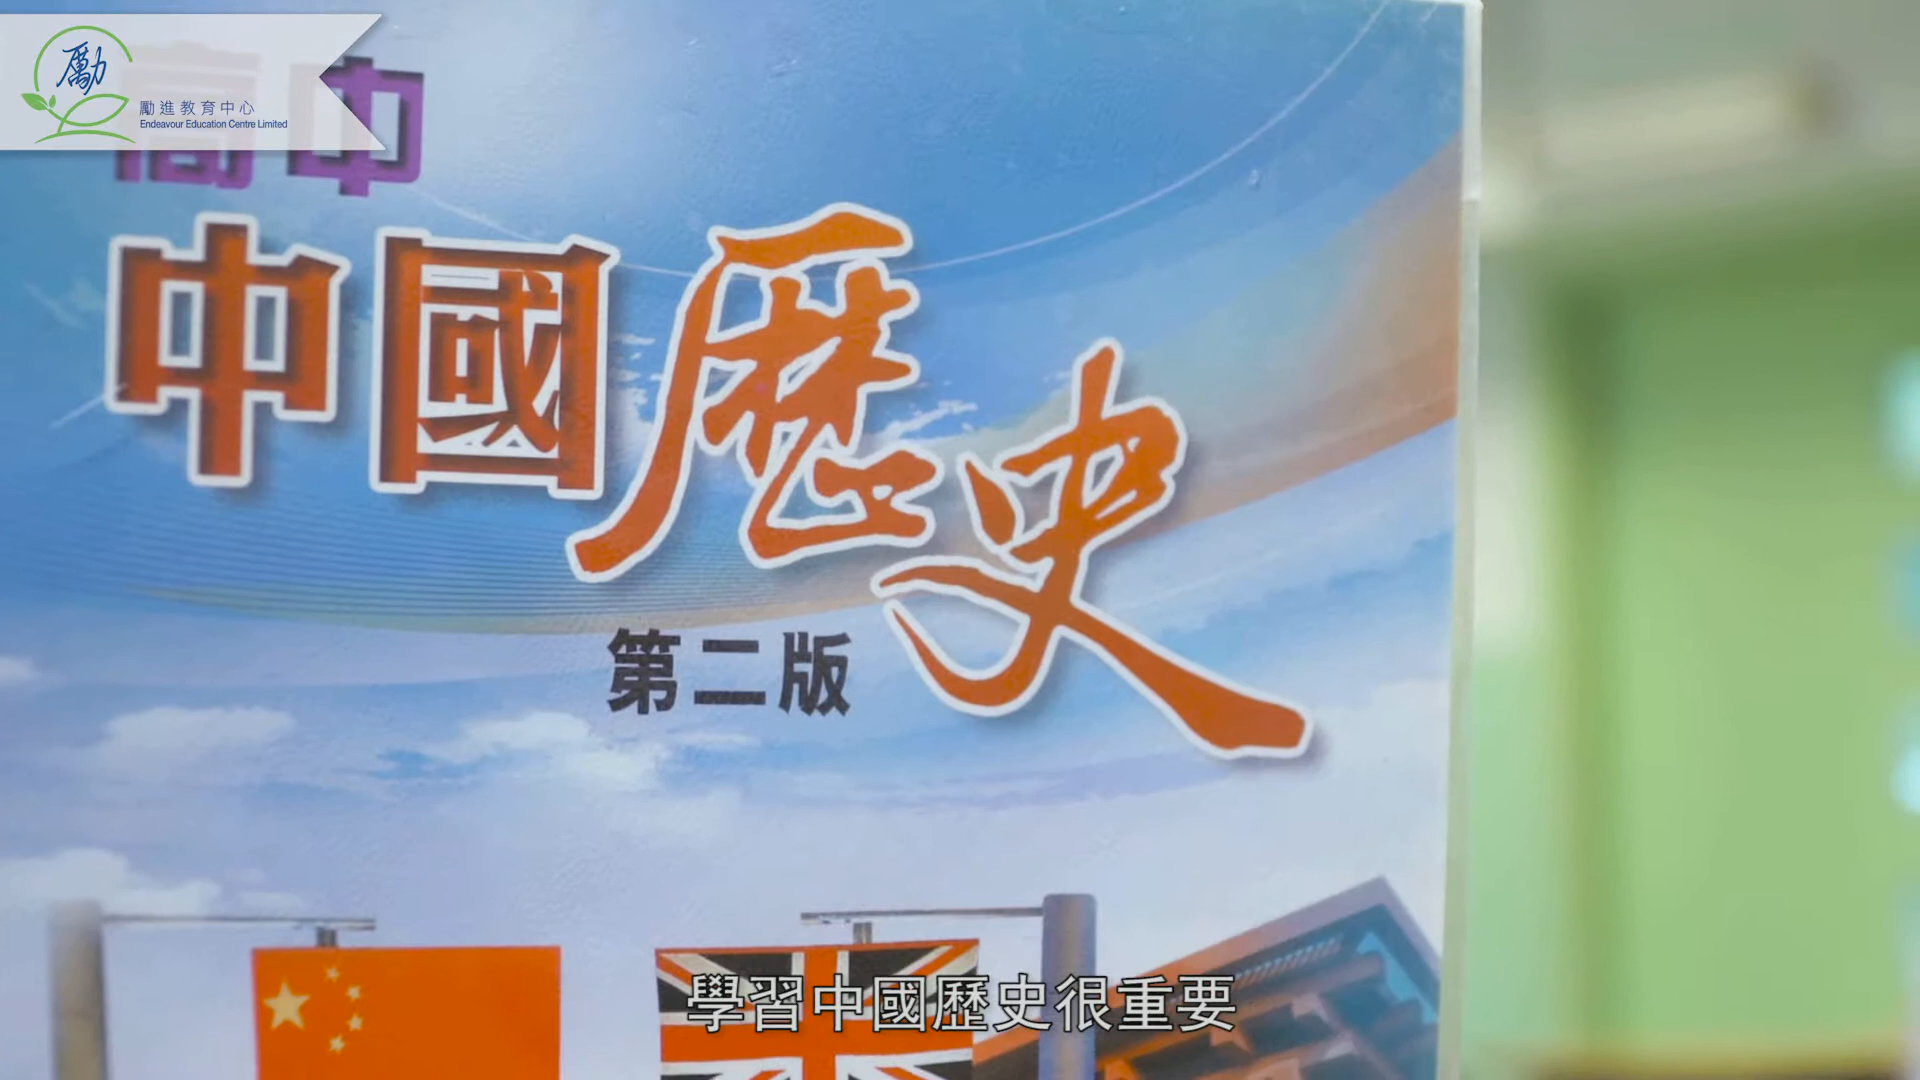 勵
勵進教育中心
Endeavour Education Centre Limited
高中
中國歷史
第二版
學習中國歷史很重要